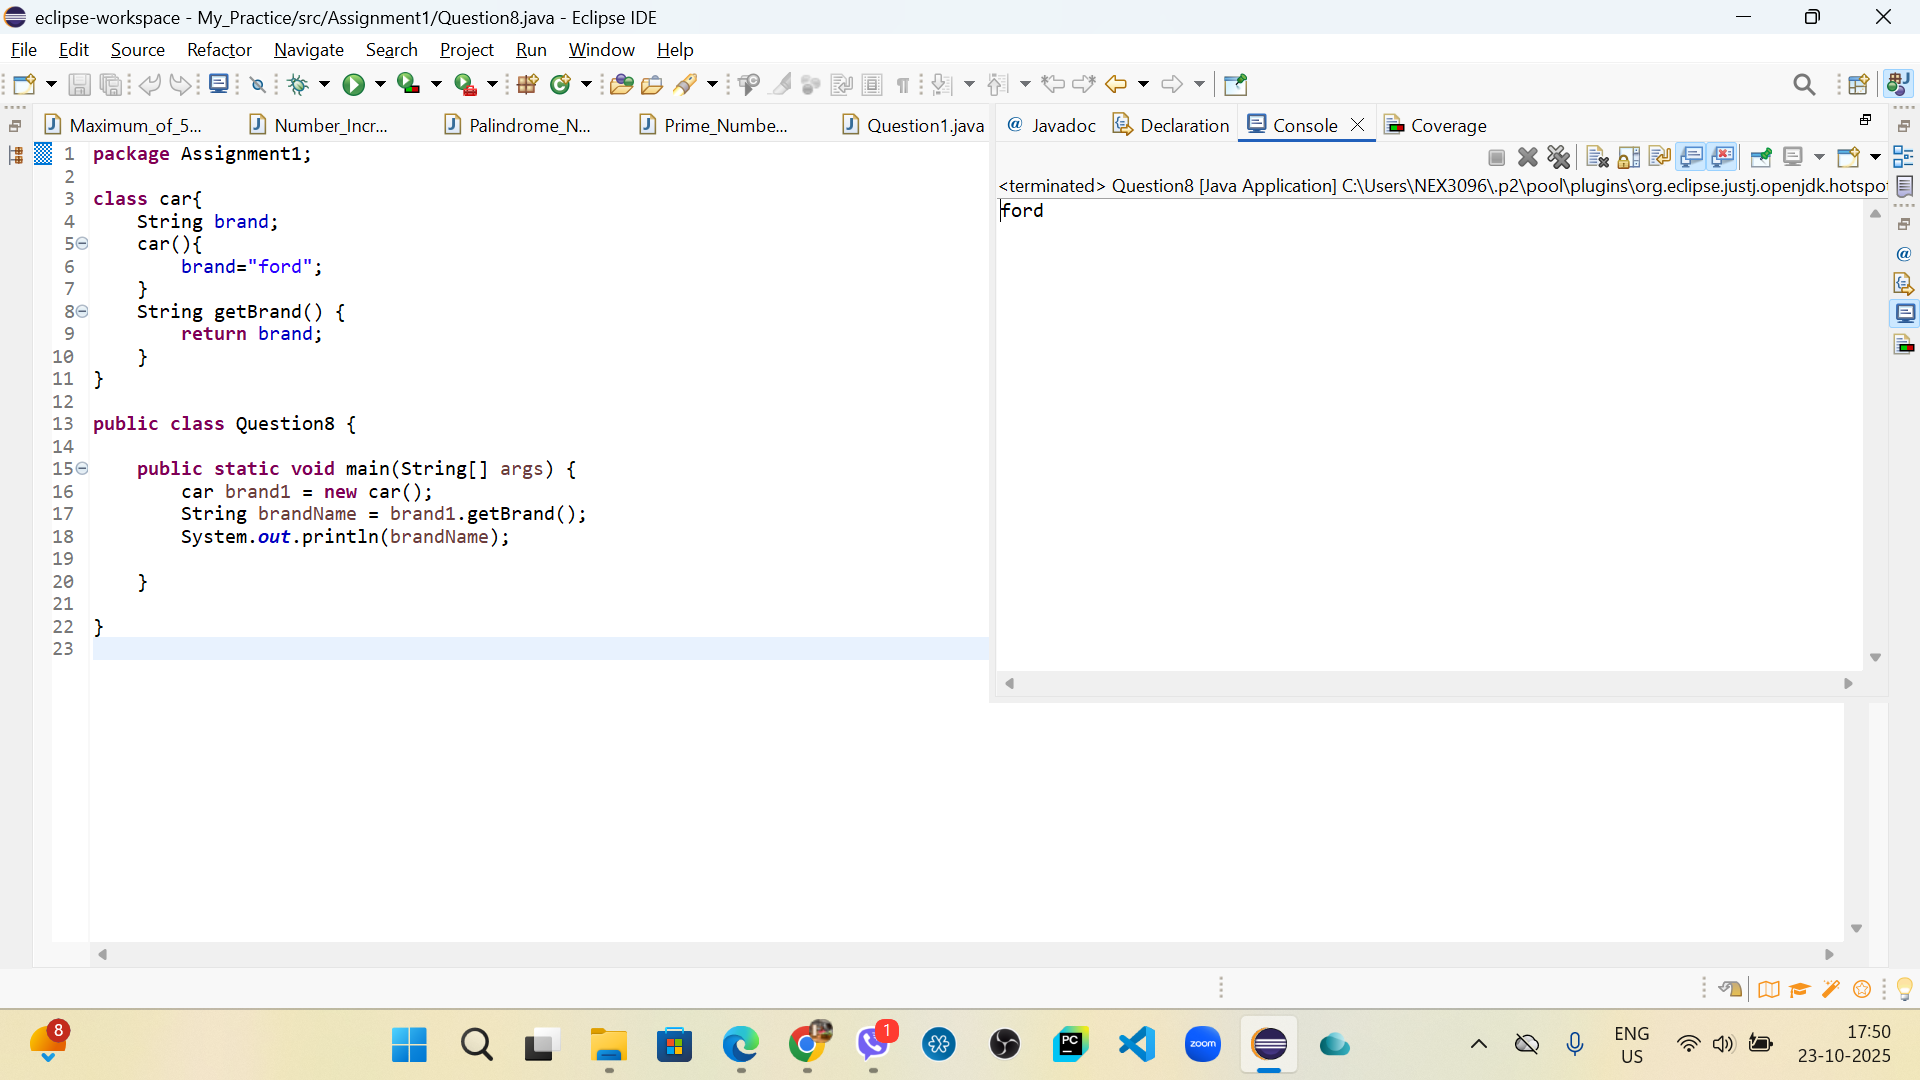 eclipse-workspace - My_Practice/src/Assignment1/Question8.java - Eclipse IDE
File Edit Source Refactor Navigate Search Project Run Window Help
Maximum_of_5... Number_Incr... Palindrome_N... Prime_Numbe... Question1.java
@ Javadoc Declaration Console Coverage
<terminated> Question8 [Java Application] C:\Users\NEX3096\.p2\pool\plugins\org.eclipse.justj.openjdk.hotspo
ford
1 package Assignment1;
2
3 class car{
4 String brand;
5 car(){
6 brand="ford";
7 }
8 String getBrand() {
9 return brand;
10 }
11 }
12
13 public class Question8 {
14
15 public static void main(String[] args) {
16 car brand1 = new car();
17 String brandName = brand1.getBrand();
18 System.out.println(brandName);
19
20 }
21
22 }
23
8
PC
1
zoom
ENG
US
17:50
23-10-2025